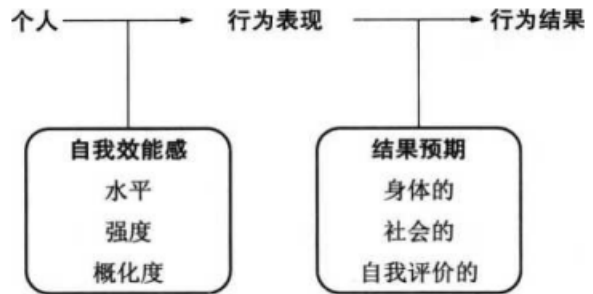 个人 行为表现 行为结果
自我效能感
水平
强度
概化度
结果预期
身体的
社会的
自我评价的